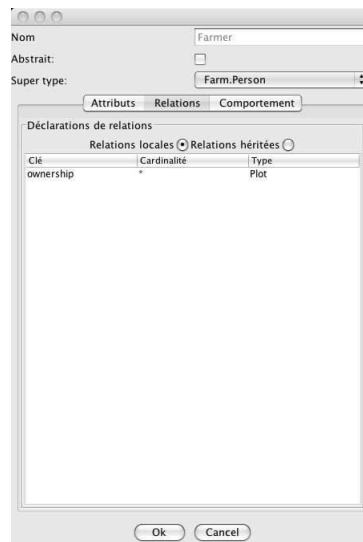 Nom Farmer
Abstrait:
Super type: Farm.Person
Attributs Relations Comportement
Déclarations de relations
Relations locales Relations héritées
Clé Cardinalité Type
ownership * Plot
Ok Cancel